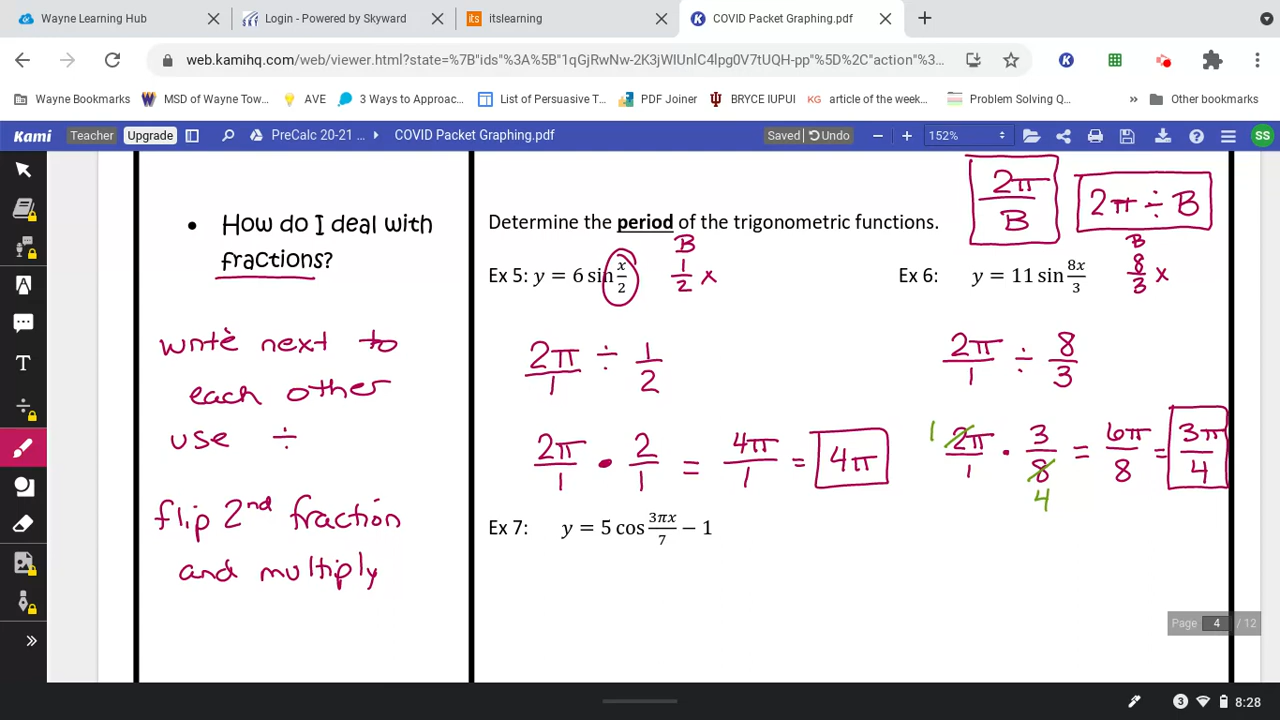 Wayne Learning Hub
Login - Powered by Skyward
itslearning
COVID Packet Graphing.pdf
web.kamihq.com/web/viewer.html?state=%7B"ids"%3A%5B"1qGjRwNw-2K3jWIUnlC4lpg0V7tUQH-pp"%5D%2C"action"%3...
Wayne Bookmarks
MSD of Wayne Tow...
AVE
3 Ways to Approac...
List of Persuasive T...
PDF Joiner
BRYCE IUPUI
KG article of the week...
Problem Solving Q...
» Other bookmarks
Kami Teacher Upgrade
PreCalc 20-21 ...
COVID Packet Graphing.pdf
Saved Undo
152%
SS
• How do I deal with
fractions?
write next to
each other
use ÷
flip 2nd fraction
and multiply
2π/B
2π ÷ B
Determine the period of the trigonometric functions.
B
Ex 5: y = 6 sin x/2
1/2 x
2π/1 ÷ 1/2
2π/1 • 2/1 = 4π/1 = 4π
B
Ex 6: y = 11 sin 8x/3
8/3 x
2π/1 ÷ 8/3
1 2π/1 · 3/8 = 6π/8 = 3π/4
4
Ex 7: y = 5 cos 3πx/7 − 1
Page 4 / 12
3 8:28